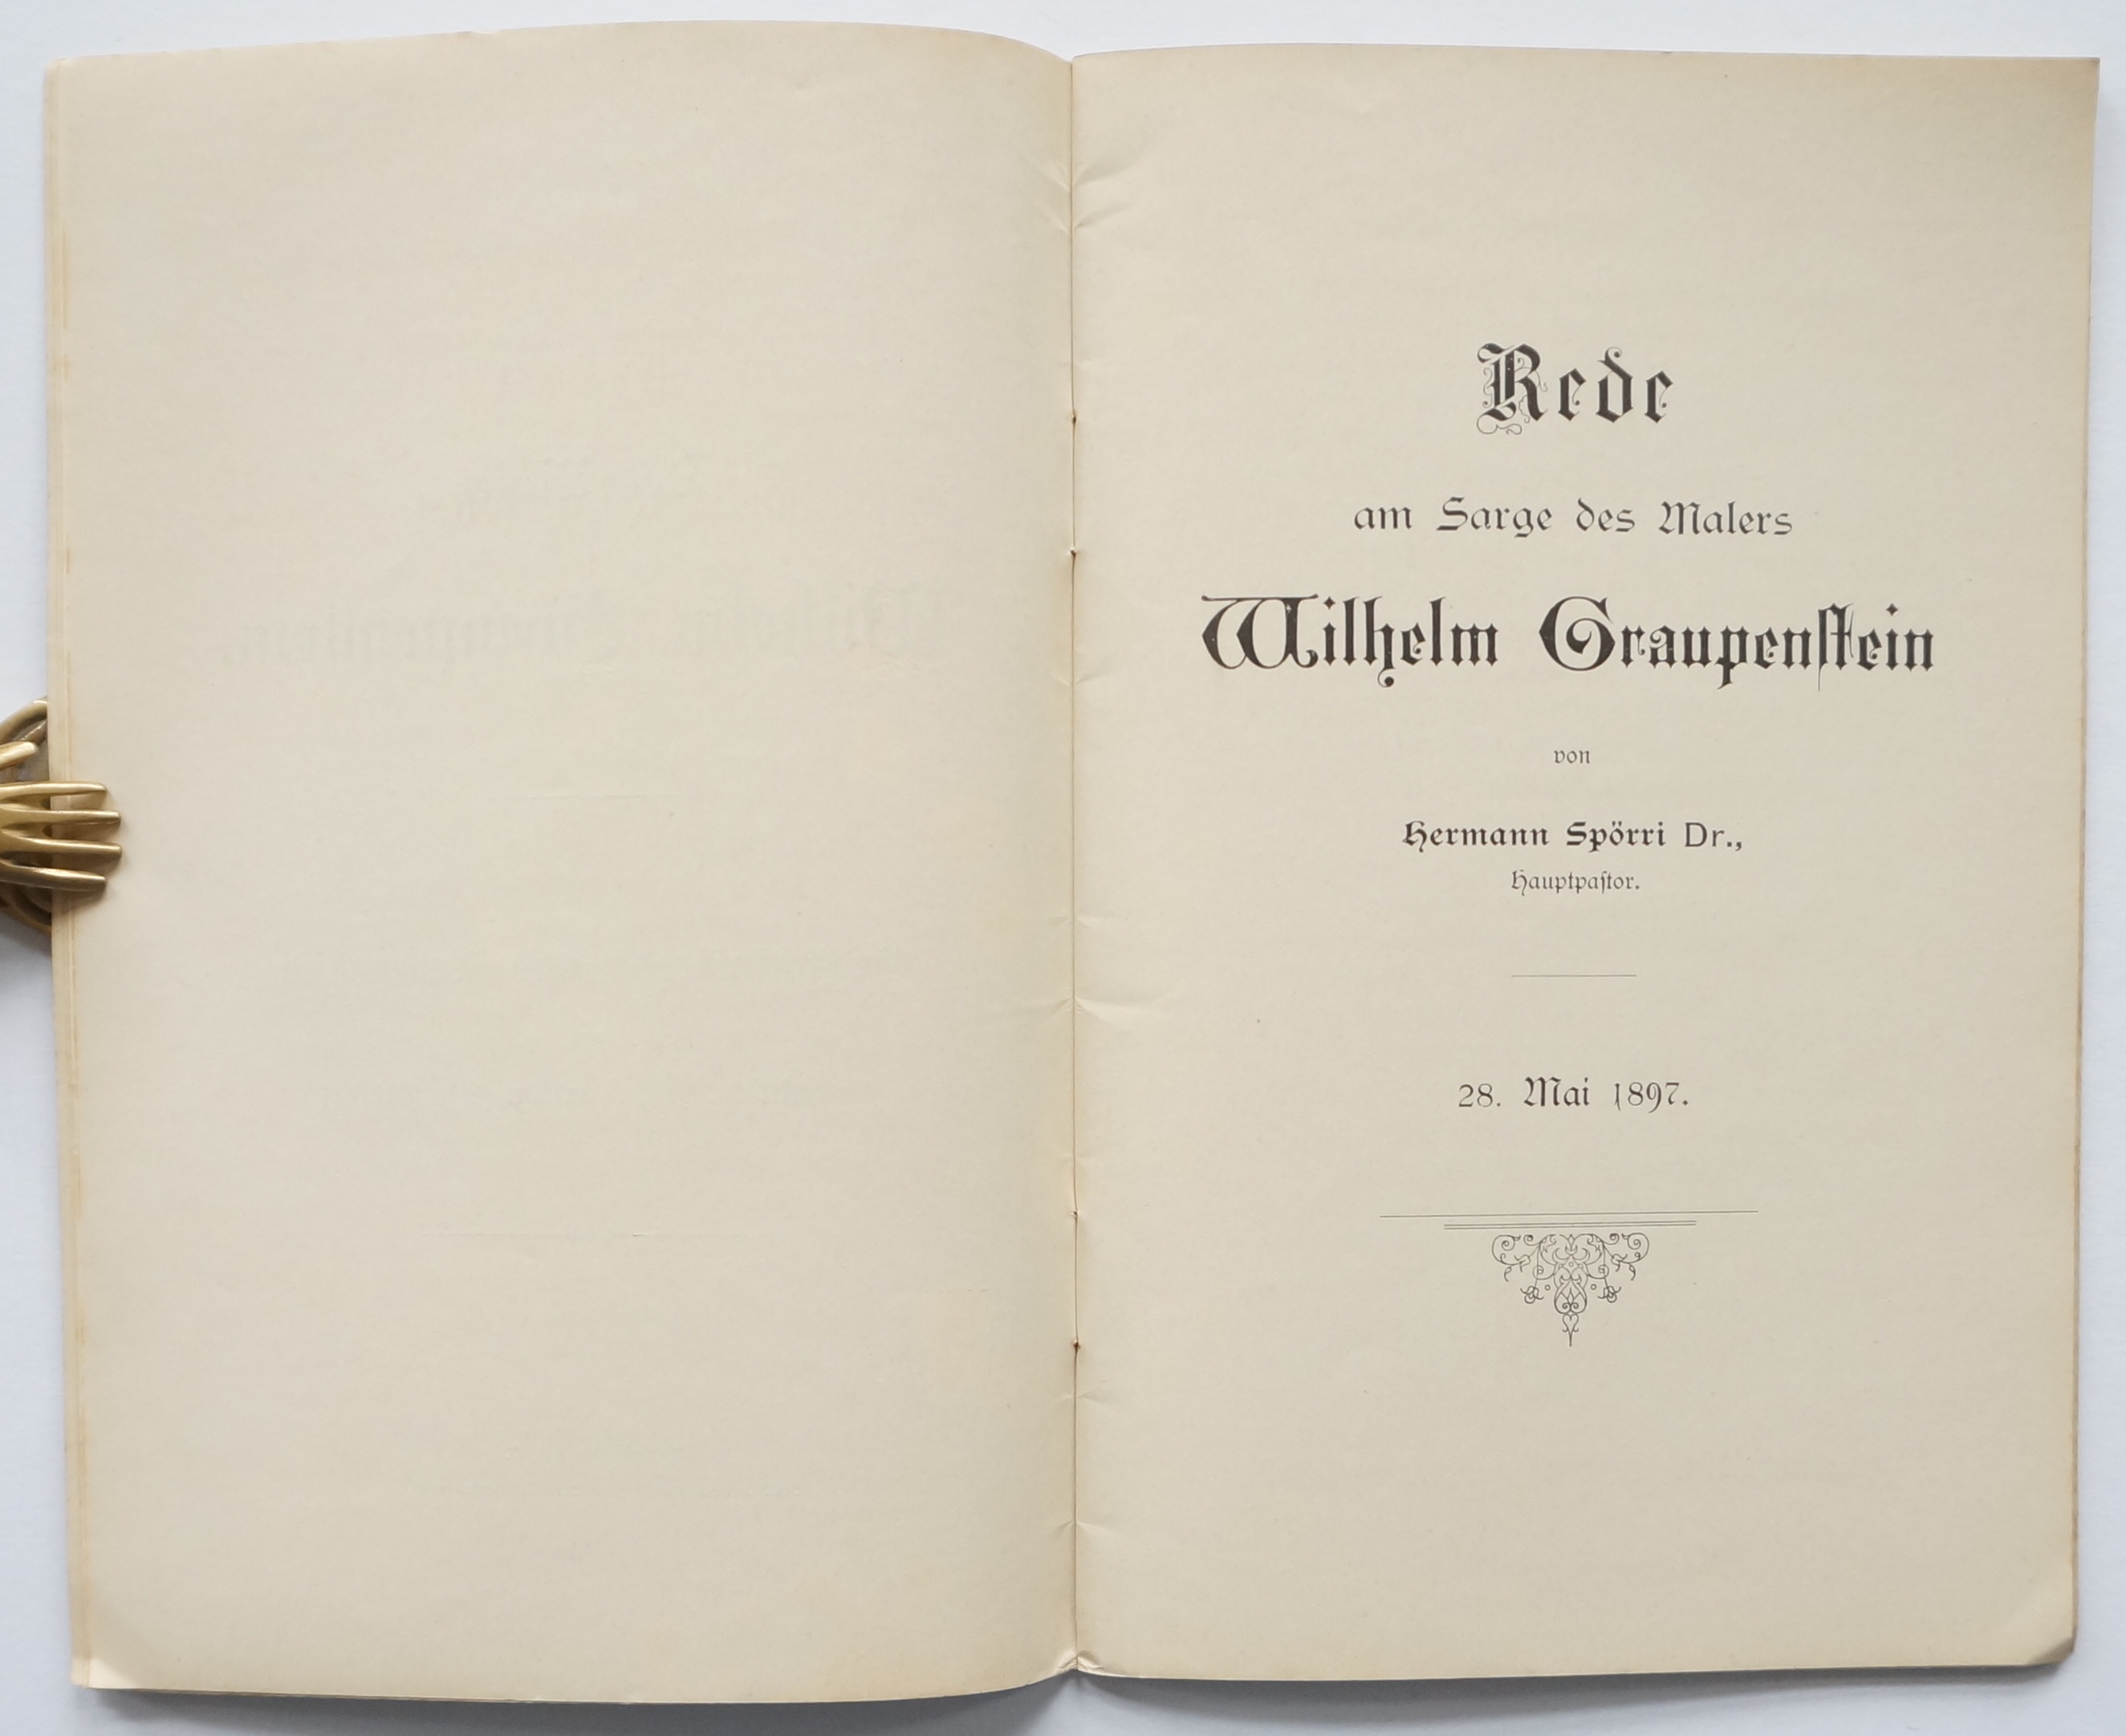 Rede
am Sarge des Malers
Wilhelm Graupenſtein
von
Hermann Spörri Dr.,
Hauptpaſtor.
28. Mai 1897.